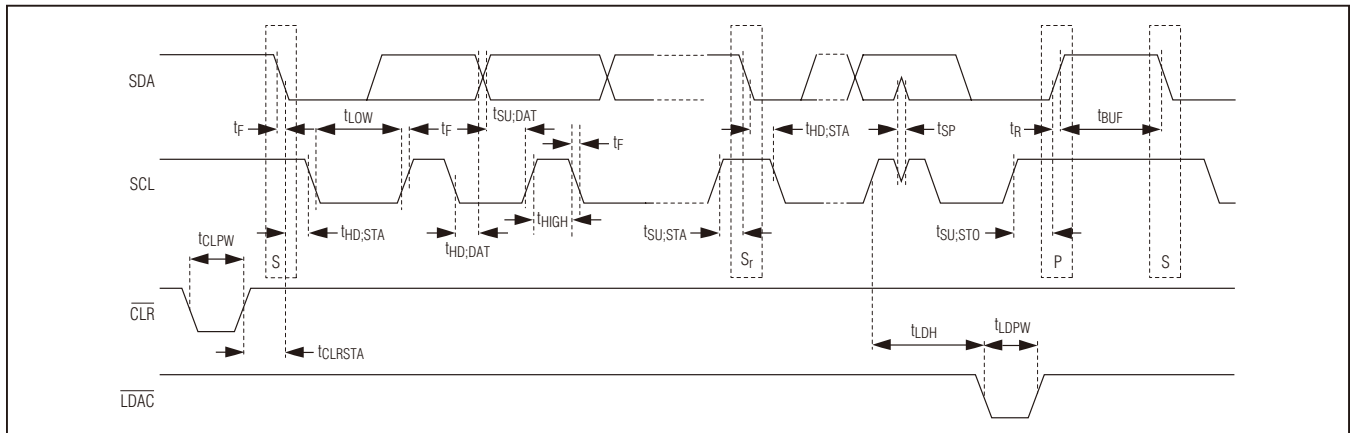 SDA
tF
tLOW
tF
tSU;DAT
tF
tHD;STA
tSP
tR
tBUF
SCL
tCLPW
S
tHD;STA
tHD;DAT
tHIGH
tSU;STA
Sr
tSU;STO
P
S
CLR
tCLRSTA
tLDH
tLDPW
LDAC